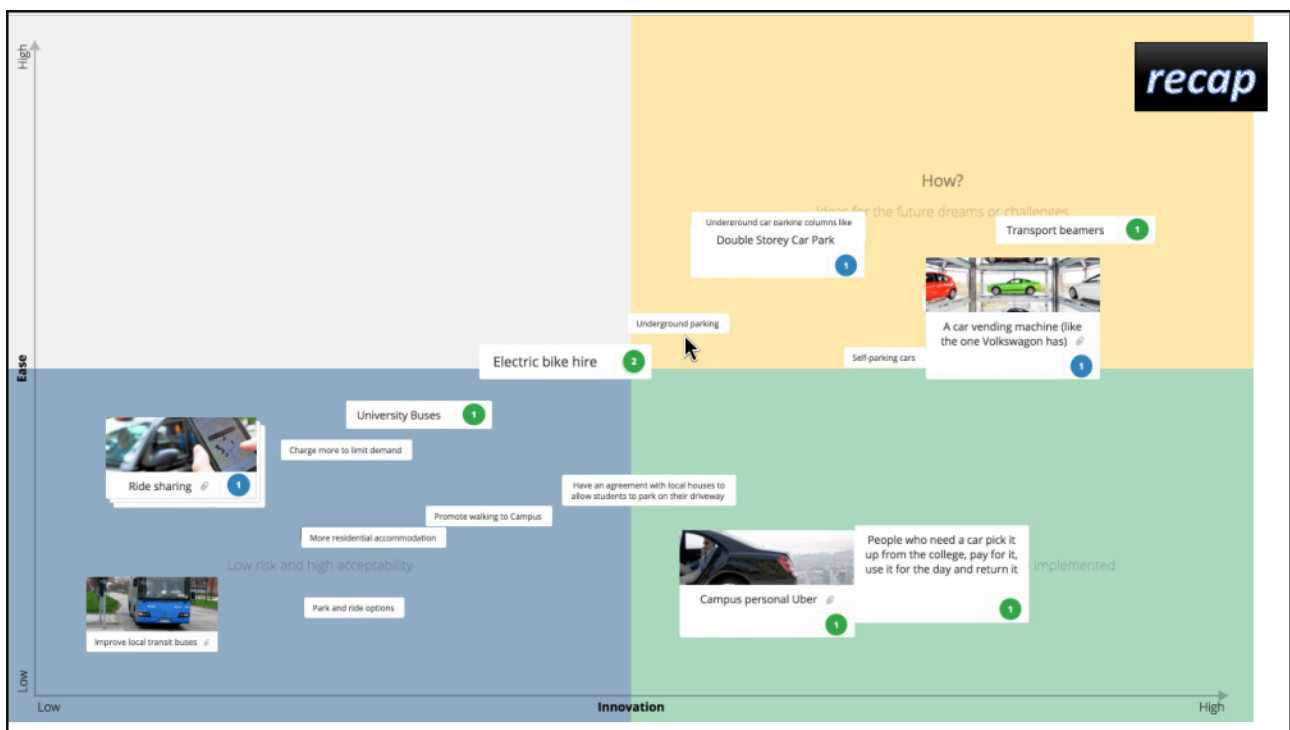 High
recap
How?
Ideas for the future dreams or challenges
Underground car parking columns like
Double Storey Car Park
1
Transport beamers
1
Underground parking
A car vending machine (like
the one Volkswagon has)
1
Self-parking cars
Electric bike hire
2
Ease
University Buses
1
Charge more to limit demand
Ride sharing
1
Have an agreement with local houses to
allow students to park on their driveway
Promote walking to Campus
More residential accommodation
Low risk and high acceptability
People who need a car pick it
up from the college, pay for it,
use it for the day and return it
1
implemented
Campus personal Uber
1
Park and ride options
Improve local transit buses
Low
Low
Innovation
High